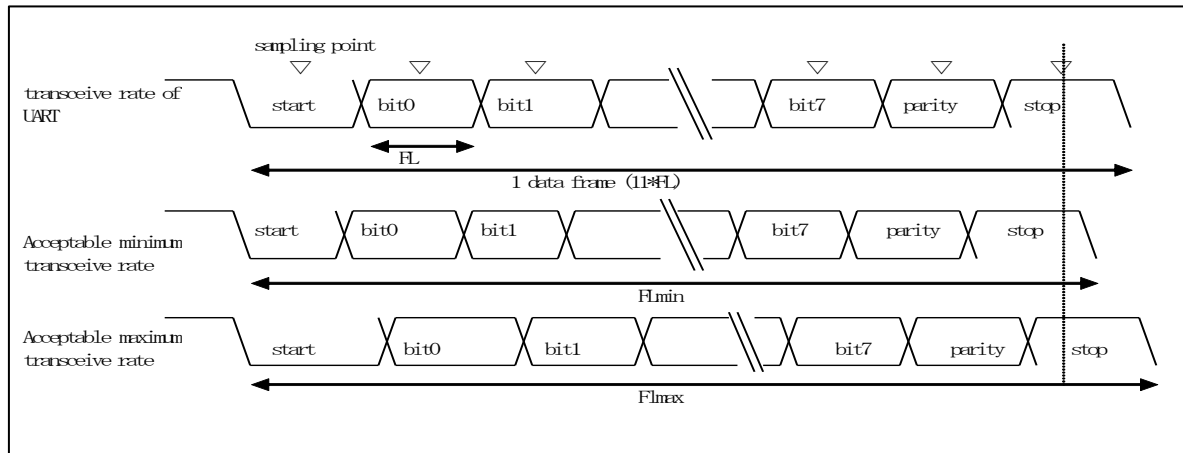 sampling point
transceive rate of
UART
start
bit0
bit1
bit7
parity
stop
FL
1 data frame (11*FL)
Acceptable minimum
transceive rate
start
bit0
bit1
bit7
parity
stop
FLmin
Acceptable maximum
transceive rate
start
bit0
bit1
bit7
parity
stop
Flmax